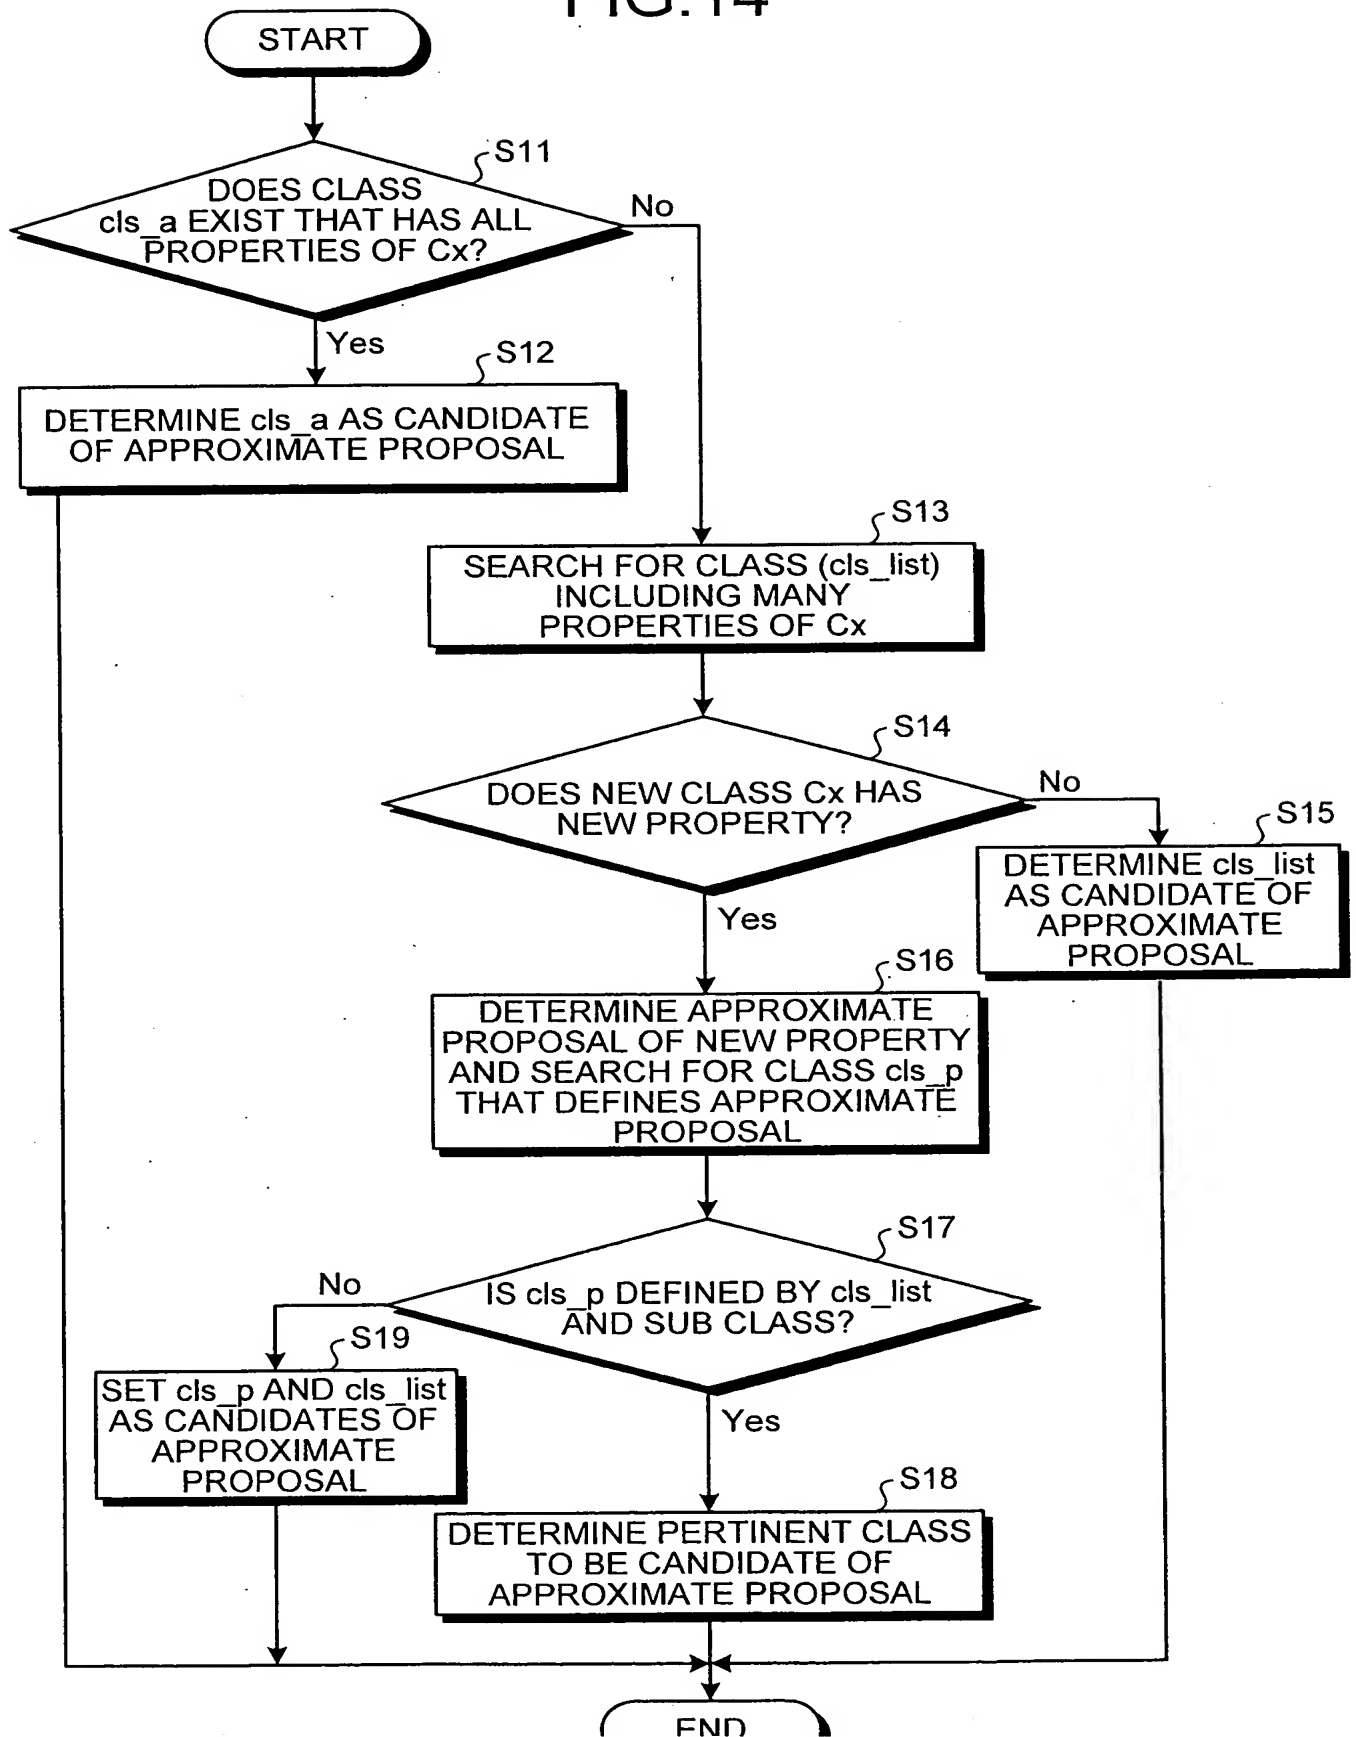 FIG.14
START
S11
DOES CLASS
cls_a EXIST THAT HAS ALL
PROPERTIES OF Cx?
No
Yes
S12
DETERMINE cls_a AS CANDIDATE
OF APPROXIMATE PROPOSAL
S13
SEARCH FOR CLASS (cls_list)
INCLUDING MANY
PROPERTIES OF Cx
S14
DOES NEW CLASS Cx HAS
NEW PROPERTY?
No
Yes
S15
DETERMINE cls_list
AS CANDIDATE OF
APPROXIMATE
PROPOSAL
S16
DETERMINE APPROXIMATE
PROPOSAL OF NEW PROPERTY
AND SEARCH FOR CLASS cls_p
THAT DEFINES APPROXIMATE
PROPOSAL
S17
IS cls_p DEFINED BY cls_list
AND SUB CLASS?
No
Yes
S19
SET cls_p AND cls_list
AS CANDIDATES OF
APPROXIMATE
PROPOSAL
S18
DETERMINE PERTINENT CLASS
TO BE CANDIDATE OF
APPROXIMATE PROPOSAL
END